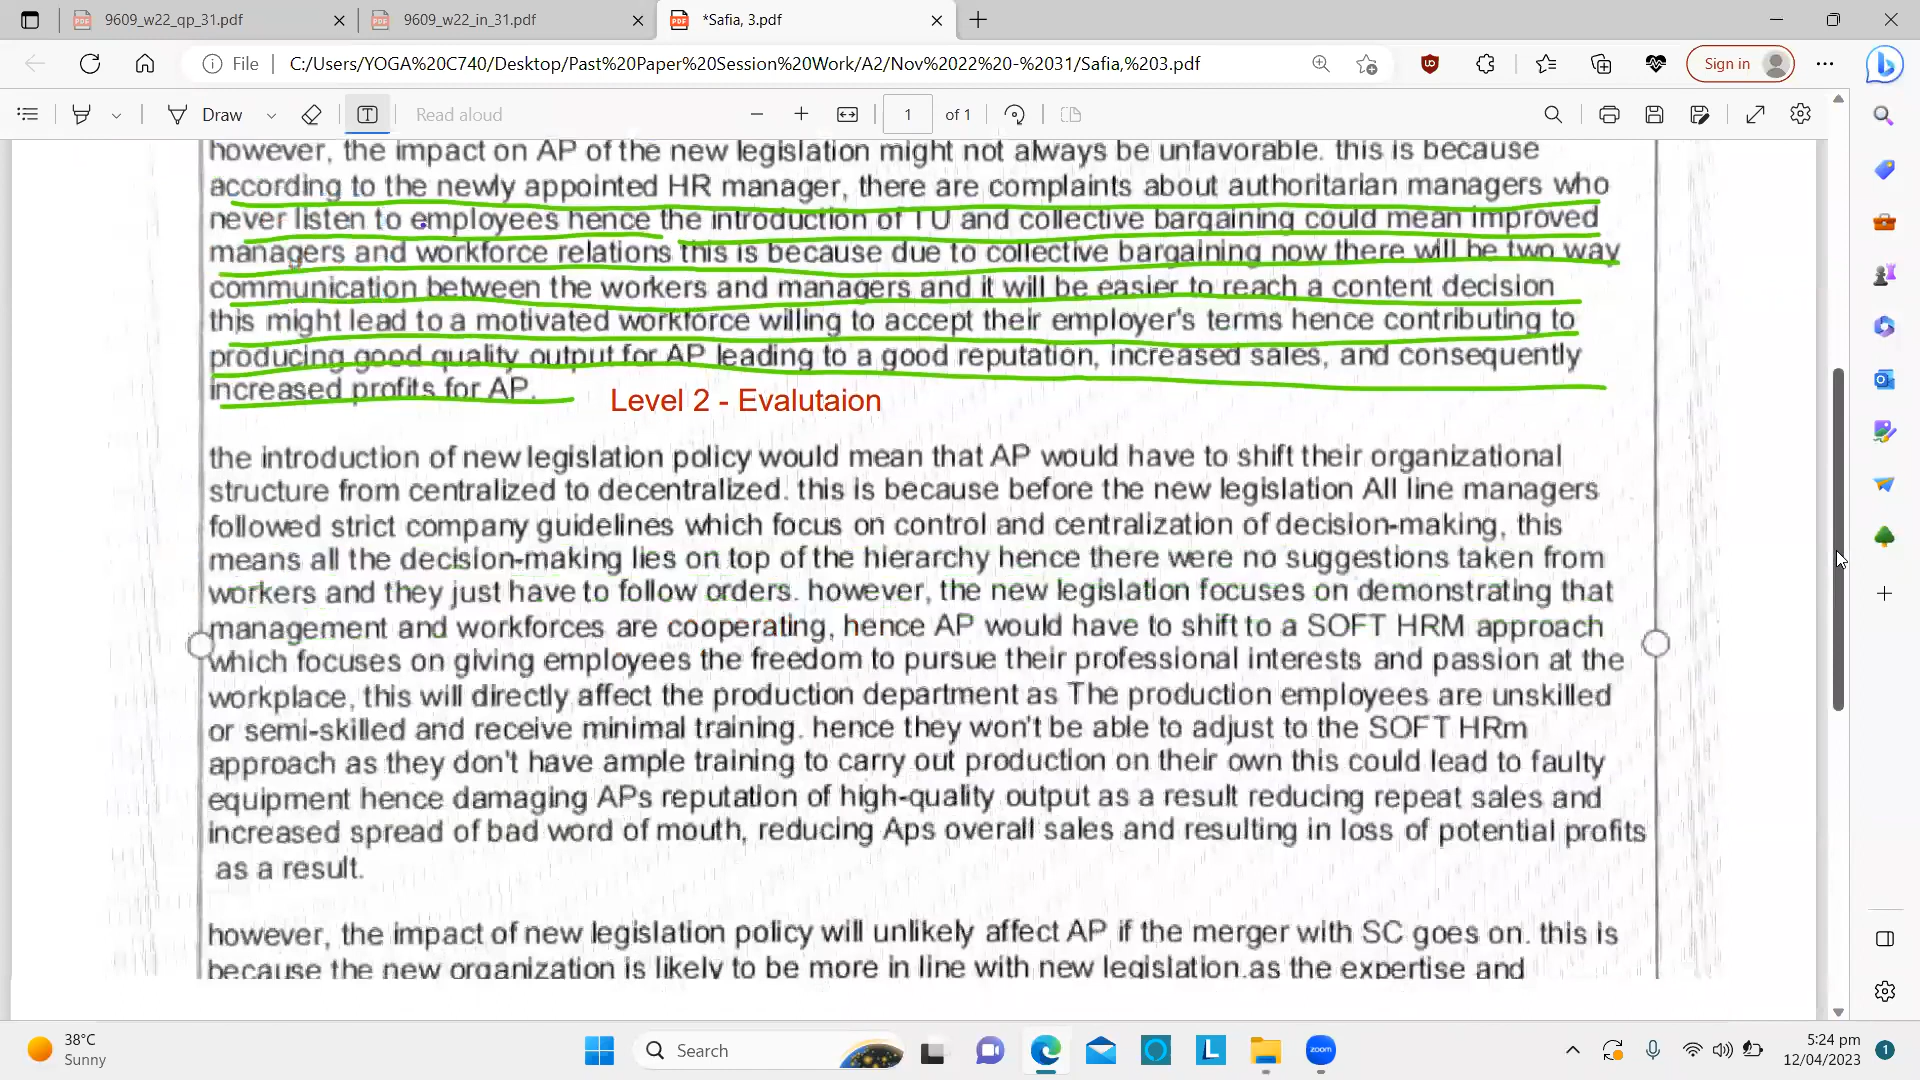 9609_w22_qp_31.pdf
9609_w22_in_31.pdf
*Safia, 3.pdf
File
C:/Users/YOGA%20C740/Desktop/Past%20Paper%20Session%20Work/A2/Nov%2022%20-%2031/Safia,%203.pdf
Sign in
Draw
T
Read aloud
1
of 1
however, the impact on AP of the new legislation might not always be unfavorable. this is because
according to the newly appointed HR manager, there are complaints about authoritarian managers who
never listen to employees hence the introduction of TU and collective bargaining could mean improved
managers and workforce relations this is because due to collective bargaining now there will be two way
communication between the workers and managers and it will be easier to reach a content decision
this might lead to a motivated workforce willing to accept their employer's terms hence contributing to
producing good quality output for AP leading to a good reputation, increased sales, and consequently
increased profits for AP.
Level 2 - Evalutaion
the introduction of new legislation policy would mean that AP would have to shift their organizational
structure from centralized to decentralized. this is because before the new legislation All line managers
followed strict company guidelines which focus on control and centralization of decision-making, this
means all the decision-making lies on top of the hierarchy hence there were no suggestions taken from
workers and they just have to follow orders. however, the new legislation focuses on demonstrating that
management and workforces are cooperating, hence AP would have to shift to a SOFT HRM approach
which focuses on giving employees the freedom to pursue their professional interests and passion at the
workplace, this will directly affect the production department as The production employees are unskilled
or semi-skilled and receive minimal training. hence they won't be able to adjust to the SOFT HRm
approach as they don't have ample training to carry out production on their own this could lead to faulty
equipment hence damaging APs reputation of high-quality output as a result reducing repeat sales and
increased spread of bad word of mouth, reducing Aps overall sales and resulting in loss of potential profits
as a result.
however, the impact of new legislation policy will unlikely affect AP if the merger with SC goes on. this is
because the new organization is likely to be more in line with new legislation.as the expertise and
38°C
Sunny
Search
L
zoom
5:24 pm
12/04/2023
1